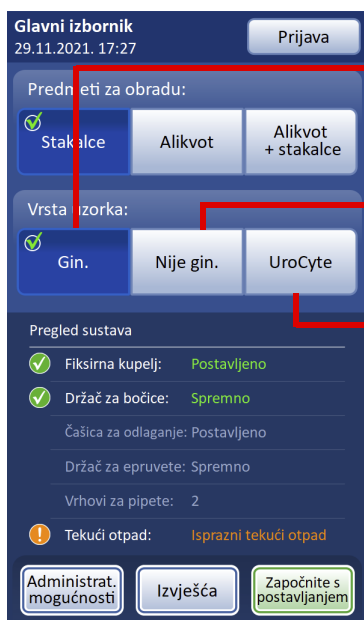 Glavni izbornik
29.11.2021. 17:27
Prijava
Predmeti za obradu:
Stakalce
Alikvot
Alikvot
+ stakalce
Vrsta uzorka:
Gin.
Nije gin.
UroCyte
Pregled sustava
Fiksirna kupelj: Postavljeno
Držač za bočice: Spremno
Čašica za odlaganje: Postavljeno
Držač za epruvete: Spremno
Vrhovi za pipete: 2
Tekući otpad: Isprazni tekući otpad
Administrat.
mogućnosti
Izvješća
Započnite s
postavljanjem